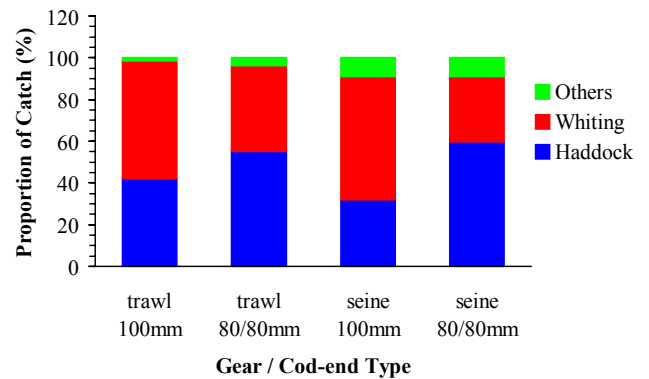 120
100
80
60
40
20
0
Proportion of Catch (%)
Others
Whiting
Haddock
trawl
100mm
trawl
80/80mm
seine
100mm
seine
80/80mm
Gear / Cod-end Type